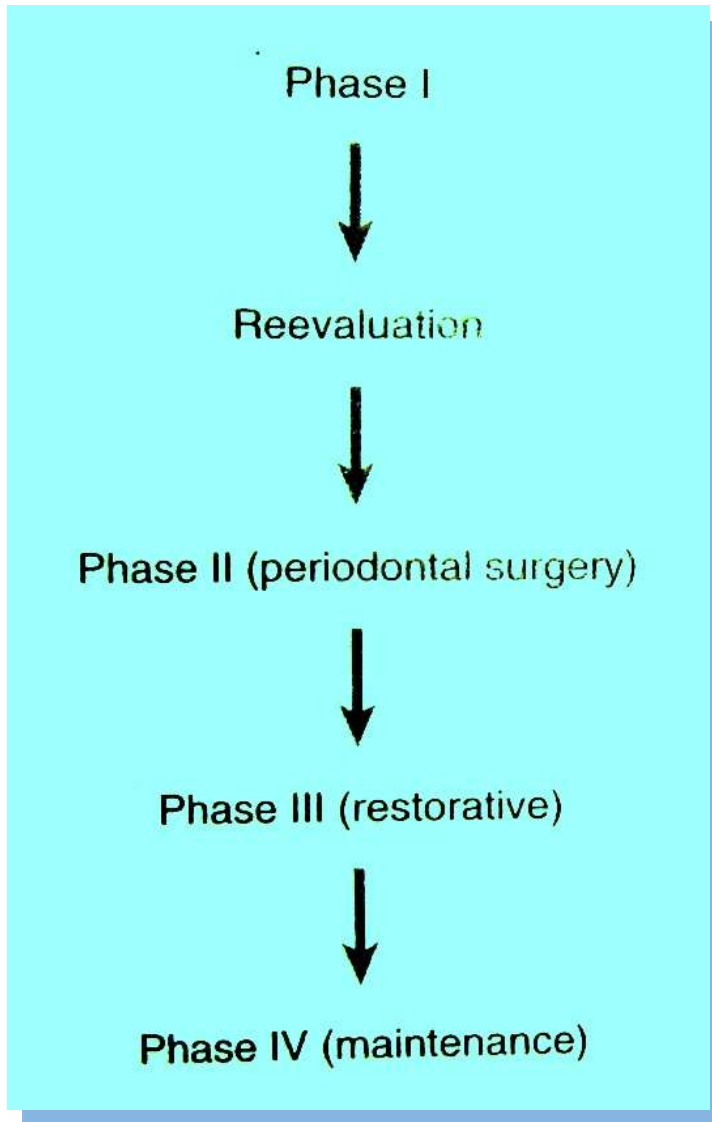 Phase I
Reevaluation
Phase II (periodontal surgery)
Phase III (restorative)
Phase IV (maintenance)